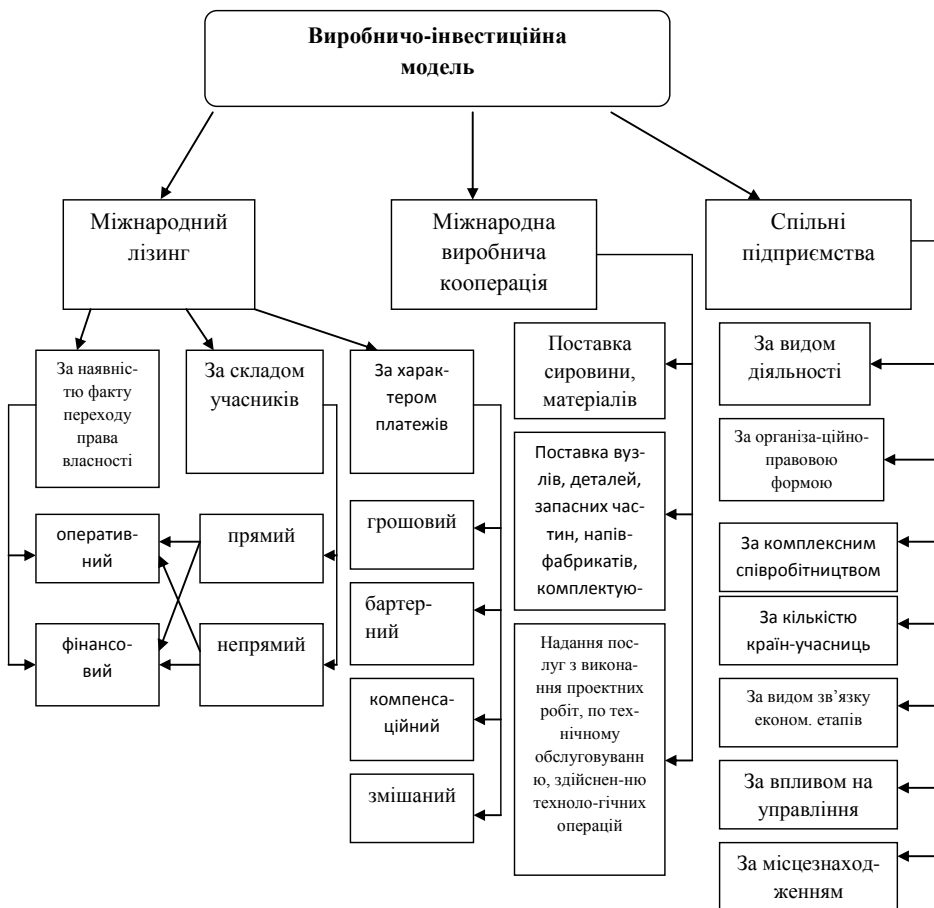 Виробничо-інвестиційна
модель
Міжнародний
лізинг
Міжнародна
виробнича
кооперація
Спільні
підприємства
За наявніс-
тю факту
переходу
права
власності
За складом
учасників
За харак-
тером
платежів
оператив-
ний
фінансо-
вий
прямий
непрямий
грошовий
бартер-
ний
компенса-
ційний
змішаний
Поставка
сировини,
матеріалів
Поставка вуз-
лів, деталей,
запасних час-
тин, напів-
фабрикатів,
комплектую-
Надання пос-
луг з викона-
ння проектних
робіт, по тех-
нічному
обслуговуванн
ю, здійснен-ню
техноло-гічних
операцій
За видом
діяльності
За організа-ційно-
правовою
формою
За комплексним
співробітництвом
За кількістю
країн-учасниць
За видом зв’язку
економ. етапів
За впливом на
управління
За місцезнаход-
женням